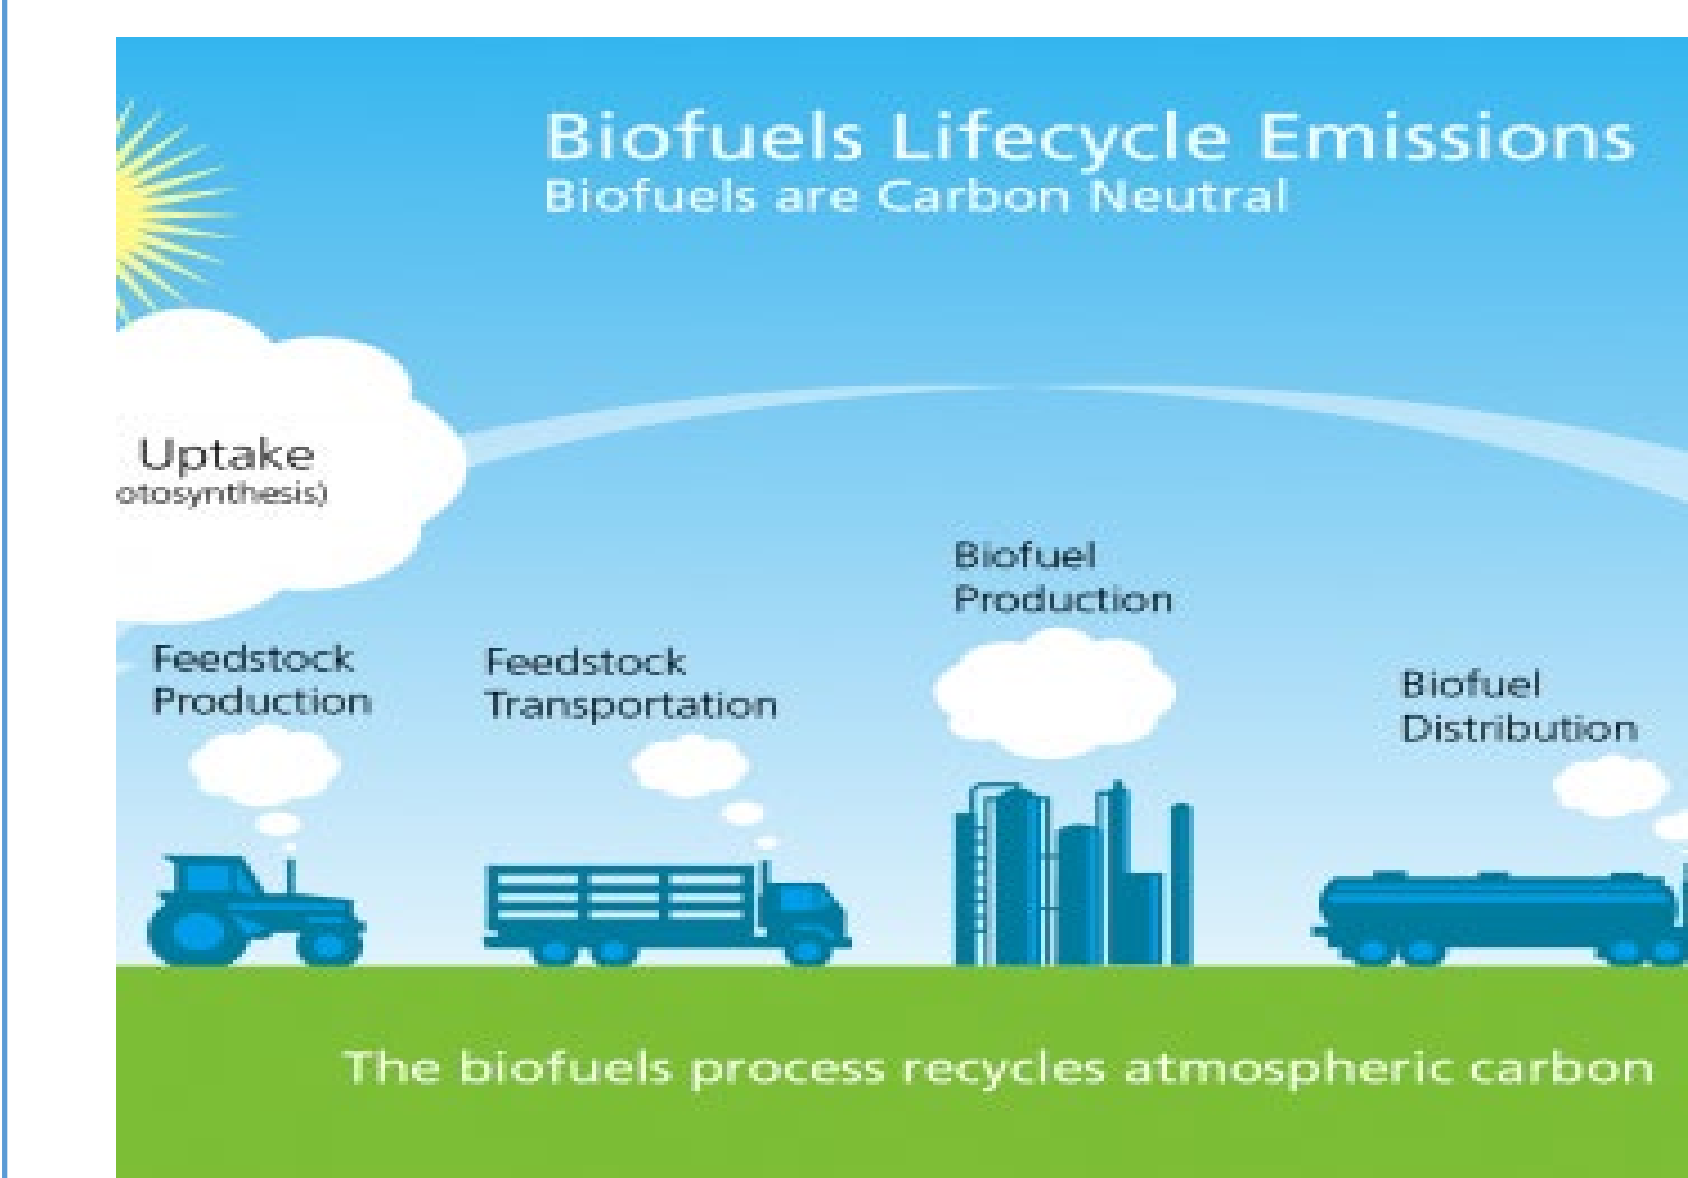 Biofuels Lifecycle Emissions
Biofuels are Carbon Neutral
Uptake
otosynthesis)
Biofuel
Production
Feedstock
Production
Feedstock
Transportation
Biofuel
Distribution
The biofuels process recycles atmospheric carbon